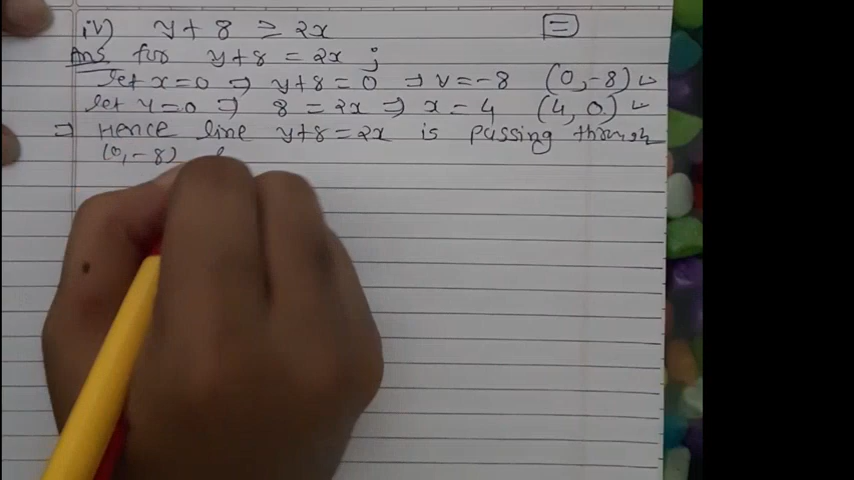 iv) y + 8 ≥ 2x =
Ans for y+8 = 2x ;
let x=0 ⇒ y+8=0 ⇒ y=-8 (0,-8)
let y=0 ⇒ 8=2x ⇒ x=4 (4,0)
⇒ Hence line y+8=2x is passing through
(0,-8)